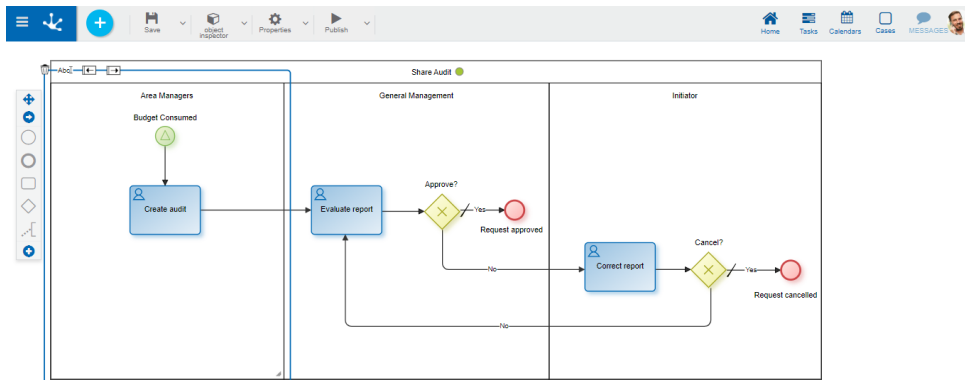 Save
object
inspector
Properties
Publish
Home
Tasks
Calendars
Cases
MESSAGES
Abc
Share Audit
Area Managers
General Management
Initiator
Budget Consumed
Create audit
Evaluate report
Approve?
Yes
Request approved
No
Correct report
Cancel?
Yes
Request cancelled
No